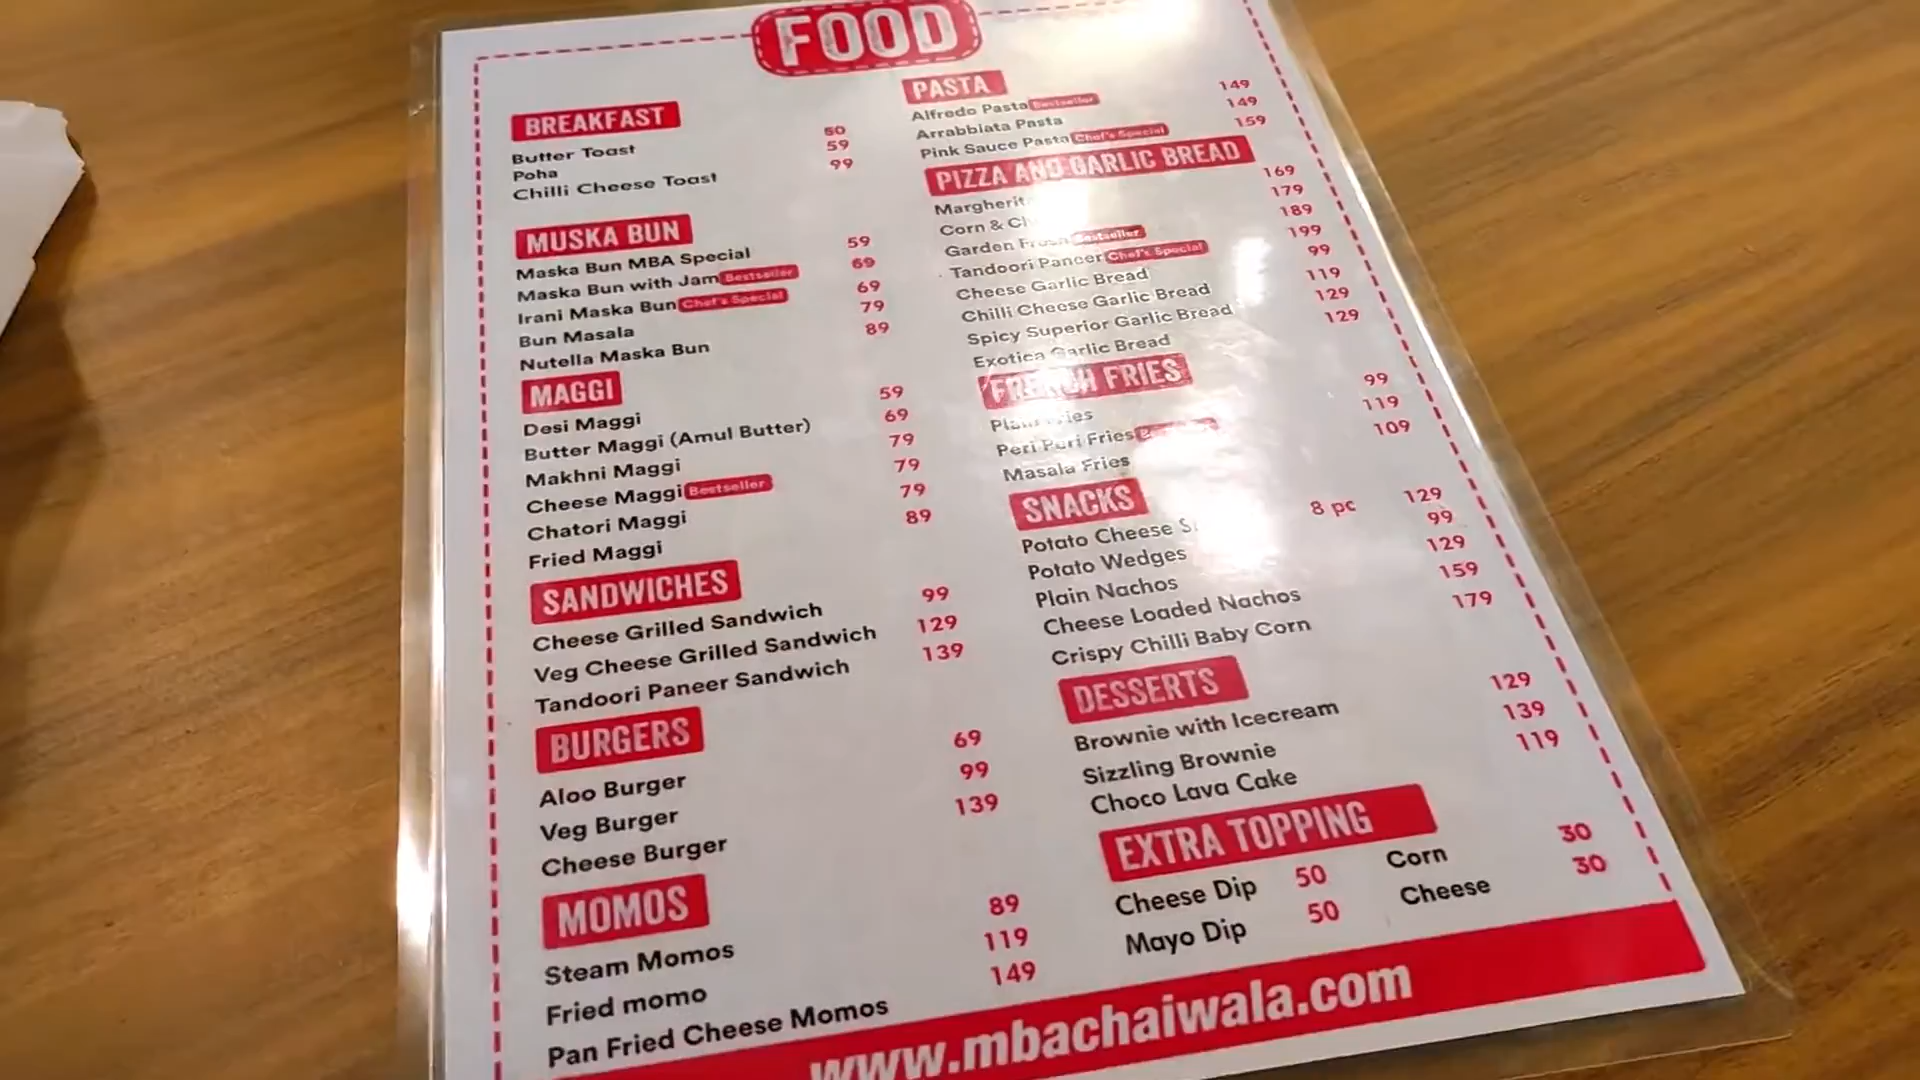 FOOD
BREAKFAST
Butter Toast 50
Poha 59
Chilli Cheese Toast 99
MUSKA BUN
Maska Bun MBA Special 59
Maska Bun with Jam Bestseller 69
Irani Maska Bun Chef's Special 69
Bun Masala 79
Nutella Maska Bun 89
MAGGI
Desi Maggi 59
Butter Maggi (Amul Butter) 69
Makhni Maggi 79
Cheese Maggi Bestseller 79
Chatori Maggi 79
Fried Maggi 89
SANDWICHES
Cheese Grilled Sandwich 99
Veg Cheese Grilled Sandwich 129
Tandoori Paneer Sandwich 139
BURGERS
Aloo Burger 69
Veg Burger 99
Cheese Burger 139
MOMOS
Steam Momos 89
Fried momo 119
Pan Fried Cheese Momos 149
PASTA
Alfredo Pasta Bestseller 149
Arrabbiata Pasta 149
Pink Sauce Pasta Chef's Special 159
PIZZA AND GARLIC BREAD
169
Corn & 179
Garden Fresh Bestseller 189
Tandoori Paneer Chef's Special 199
Cheese Garlic Bread 99
Chilli Cheese Garlic Bread 119
Spicy Superior Garlic Bread 129
Exotica Garlic Bread 129
FRENCH FRIES
Plain Fries 99
Peri Peri Fries 119
Masala Fries 109
SNACKS
Potato Cheese 8 pc 129
Potato Wedges 99
Plain Nachos 129
Cheese Loaded Nachos 159
Crispy Chilli Baby Corn 179
DESSERTS
Brownie with Icecream 129
Sizzling Brownie 139
Choco Lava Cake 119
EXTRA TOPPING
Cheese Dip 50 Corn 30
Mayo Dip 50 Cheese 30
www.mbachaiwala.com